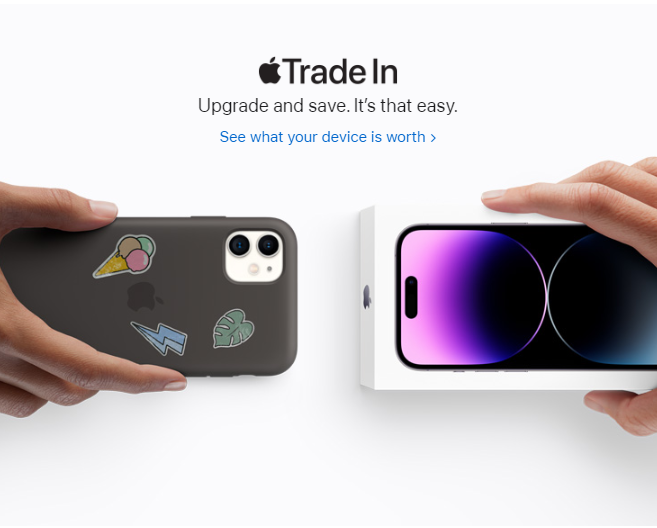 Trade In
Upgrade and save. It's that easy.
See what your device is worth >